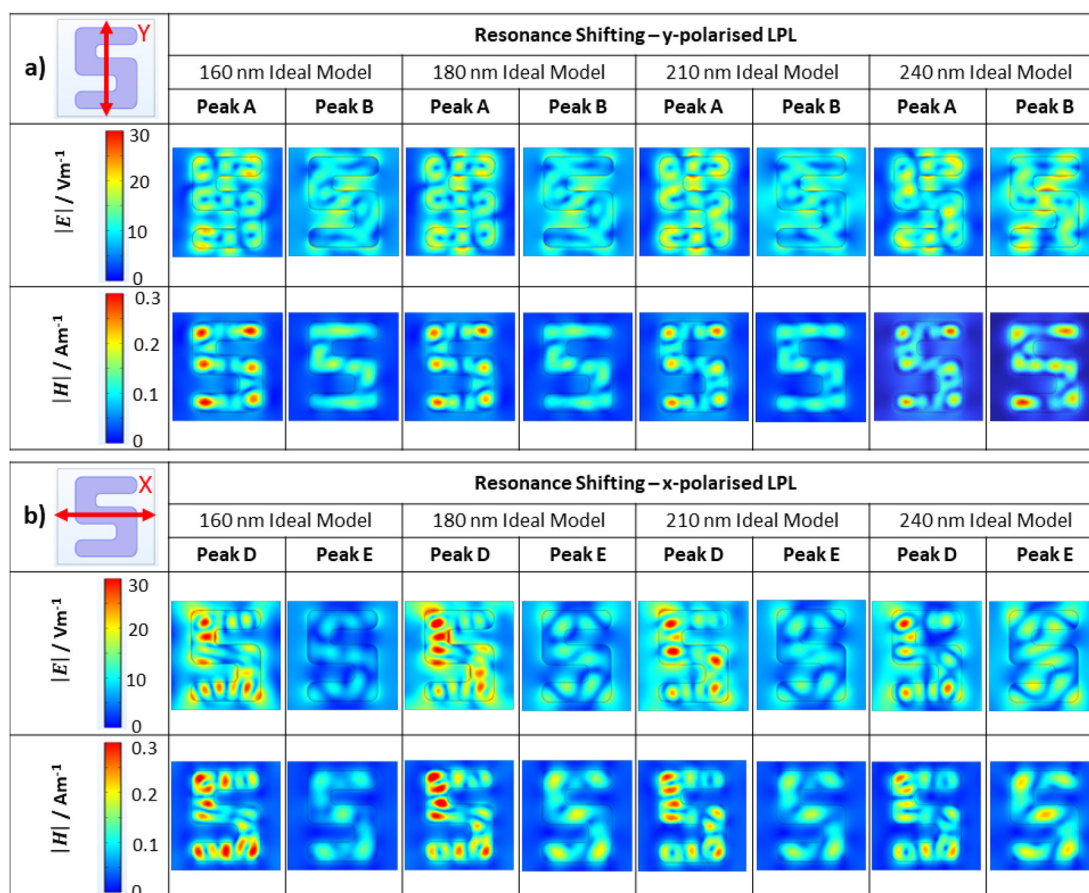 a)
Y
Resonance Shifting – y-polarised LPL
160 nm Ideal Model 180 nm Ideal Model 210 nm Ideal Model 240 nm Ideal Model
Peak A Peak B Peak A Peak B Peak A Peak B Peak A Peak B
|E| / Vm⁻¹
30
20
10
0
|H| / Am⁻¹
0.3
0.2
0.1
0
b)
X
Resonance Shifting – x-polarised LPL
160 nm Ideal Model 180 nm Ideal Model 210 nm Ideal Model 240 nm Ideal Model
Peak D Peak E Peak D Peak E Peak D Peak E Peak D Peak E
|E| / Vm⁻¹
30
20
10
0
|H| / Am⁻¹
0.3
0.2
0.1
0